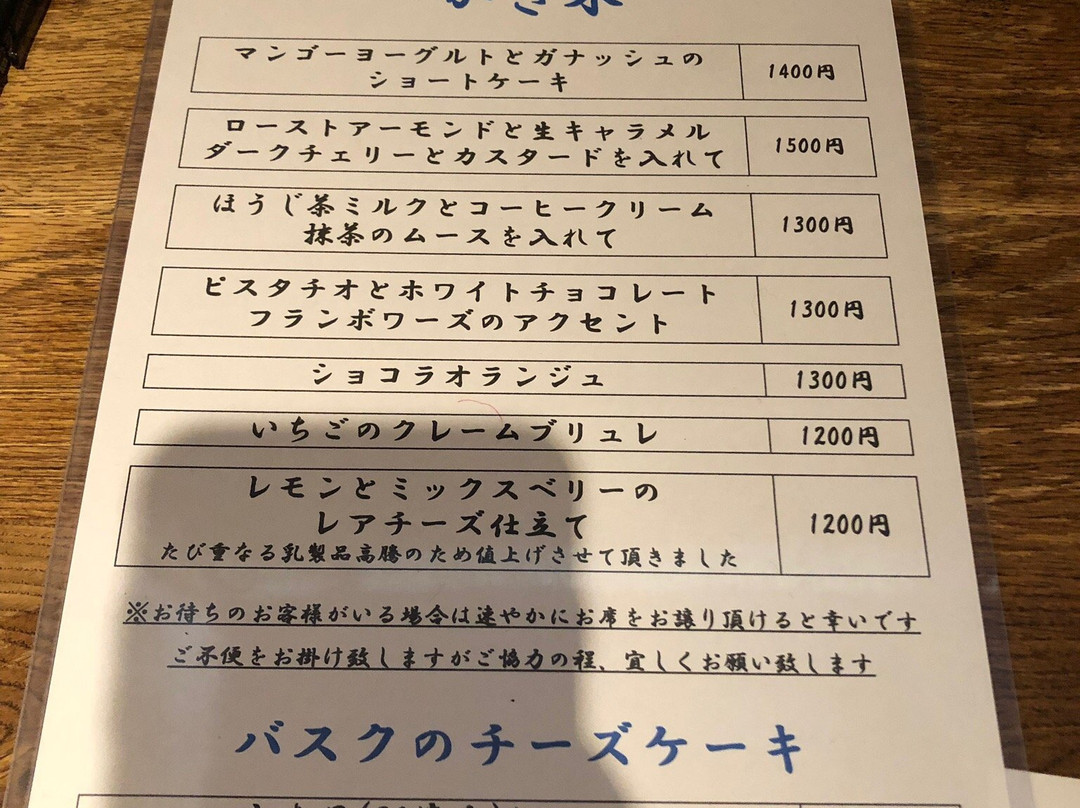 かき氷
マンゴーヨーグルトとガナッシュの
ショートケーキ
1400円
ローストアーモンドと生キャラメル
ダークチェリーとカスタードを入れて
1500円
ほうじ茶ミルクとコーヒークリーム
抹茶のムースを入れて
1300円
ピスタチオとホワイトチョコレート
フランボワーズのアクセント
1300円
ショコラオランジュ
1300円
いちごのクレームブリュレ
1200円
レモンとミックスベリーの
レアチーズ仕立て
たび重なる乳製品高騰のため値上げさせて頂きました
1200円
※お待ちのお客様がいる場合は速やかにお席をお譲り頂けると幸いです
ご不便をお掛け致しますがご協力の程、宜しくお願い致します
バスクのチーズケーキ